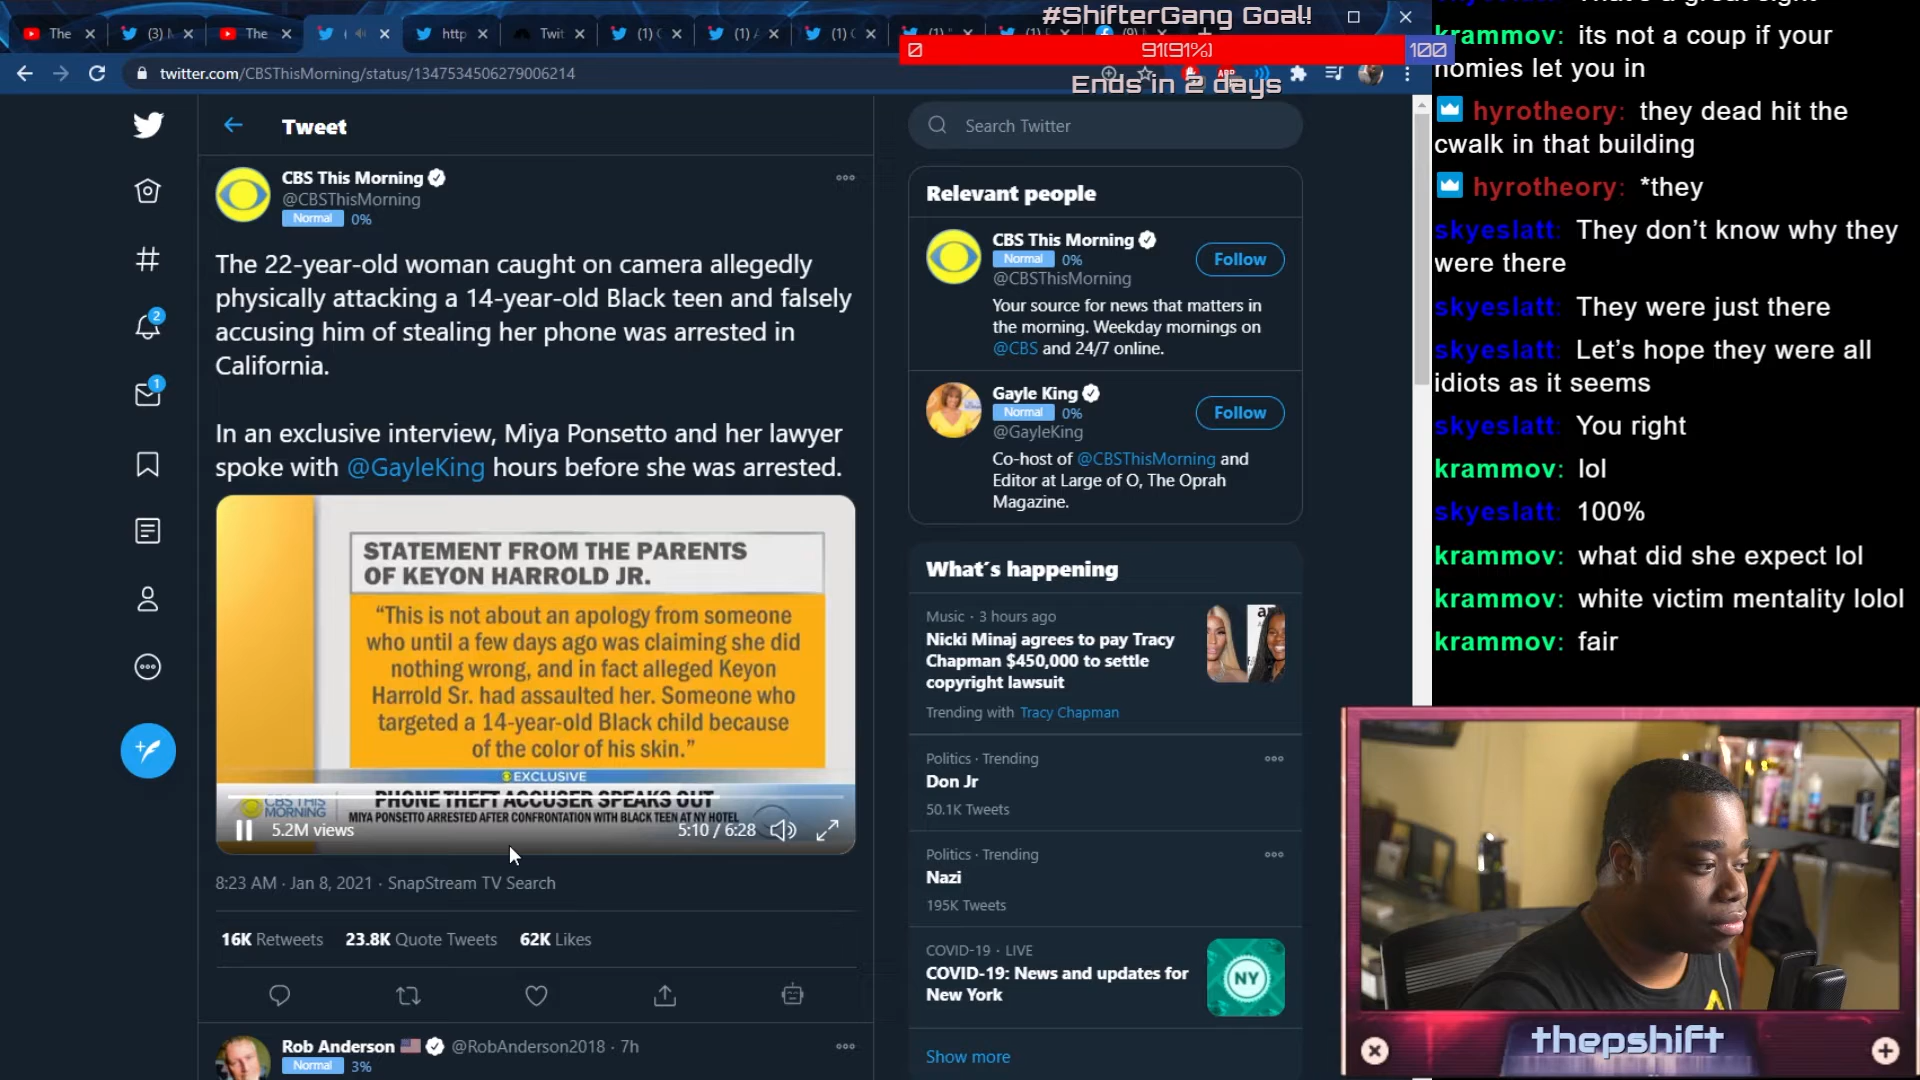 #ShifterGang Goal!
The
(3)
The
(
http
Twit
(1) C
(1)
(1)
0
91(91%)
100
Ends in 2 days
twitter.com/CBSThisMorning/status/1347534506279006214
Tweet
Search Twitter
CBS This Morning
@CBSThisMorning
Normal 0%
The 22-year-old woman caught on camera allegedly
physically attacking a 14-year-old Black teen and falsely
accusing him of stealing her phone was arrested in
California.
In an exclusive interview, Miya Ponsetto and her lawyer
spoke with @GayleKing hours before she was arrested.
STATEMENT FROM THE PARENTS
OF KEYON HARROLD JR.
“This is not about an apology from someone
who until a few days ago was claiming she did
nothing wrong, and in fact alleged Keyon
Harrold Sr. had assaulted her. Someone who
targeted a 14-year-old Black child because
of the color of his skin.”
EXCLUSIVE
CBS THIS
MORNING
PHONE THEFT ACCUSER SPEAKS OUT
MIYA PONSETTO ARRESTED AFTER CONFRONTATION WITH BLACK TEEN AT NY HOTEL
5.2M views
5:10 / 6:28
8:23 AM · Jan 8, 2021 · SnapStream TV Search
16K Retweets 23.8K Quote Tweets 62K Likes
Rob Anderson @RobAnderson2018 · 7h
Normal 3%
2
1
Relevant people
CBS This Morning
Normal 0%
@CBSThisMorning
Follow
Your source for news that matters in
the morning. Weekday mornings on
@CBS and 24/7 online.
Gayle King
Normal 0%
@GayleKing
Follow
Co-host of @CBSThisMorning and
Editor at Large of O, The Oprah
Magazine.
What's happening
Music · 3 hours ago
Nicki Minaj agrees to pay Tracy
Chapman $450,000 to settle
copyright lawsuit
Trending with Tracy Chapman
Politics · Trending
Don Jr
50.1K Tweets
Politics · Trending
Nazi
195K Tweets
COVID-19 · LIVE
COVID-19: News and updates for
New York
NY
Show more
krammov: its not a coup if your
homies let you in
hyrotheory: they dead hit the
cwalk in that building
hyrotheory: *they
skyeslatt: They don’t know why they
were there
skyeslatt: They were just there
skyeslatt: Let’s hope they were all
idiots as it seems
skyeslatt: You right
krammov: lol
skyeslatt: 100%
krammov: what did she expect lol
krammov: white victim mentality lolol
krammov: fair
thepshift